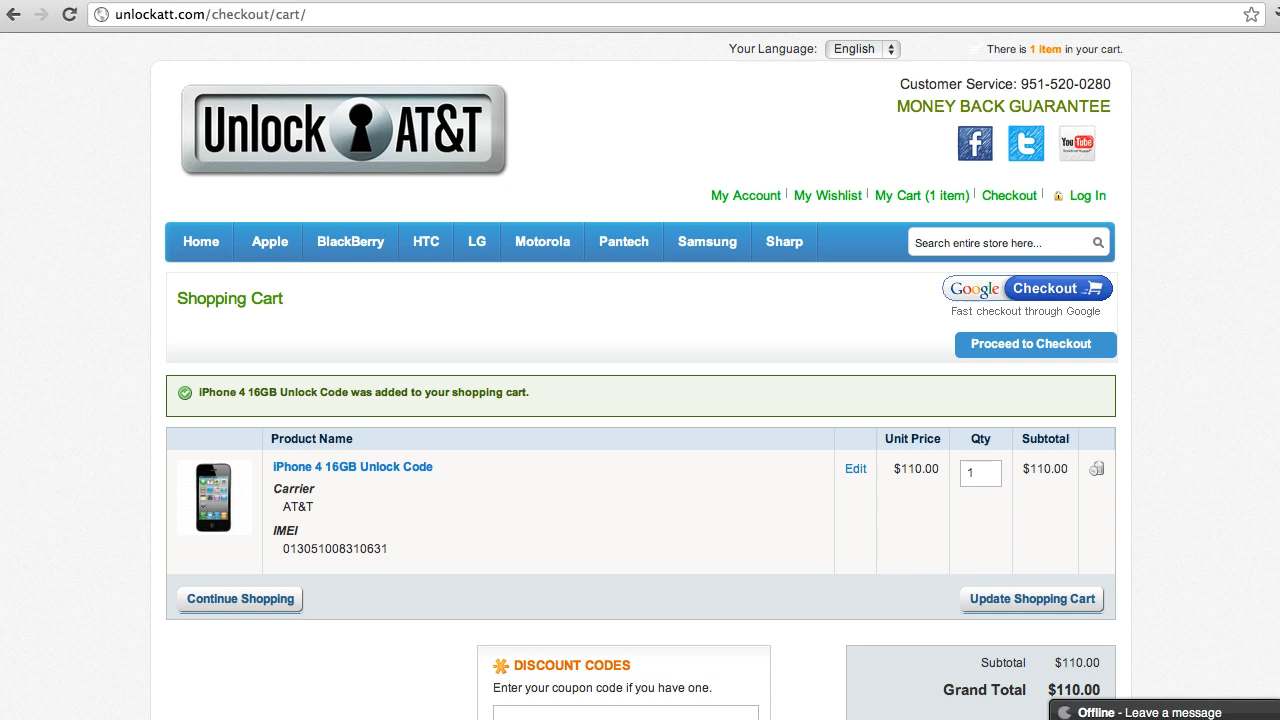 unlockatt.com/checkout/cart/
Your Language: English
There is 1 item in your cart.
Unlock AT&T
Customer Service: 951-520-0280
MONEY BACK GUARANTEE
You Tube
My Account My Wishlist My Cart (1 item) Checkout Log In
Home Apple BlackBerry HTC LG Motorola Pantech Samsung Sharp Search entire store here...
Shopping Cart
Google Checkout
Fast checkout through Google
Proceed to Checkout
iPhone 4 16GB Unlock Code was added to your shopping cart.
Product Name Unit Price Qty Subtotal
iPhone 4 16GB Unlock Code Edit $110.00 1 $110.00
Carrier
AT&T
IMEI
013051008310631
Continue Shopping Update Shopping Cart
DISCOUNT CODES
Enter your coupon code if you have one.
Subtotal $110.00
Grand Total $110.00
Offline - Leave a message